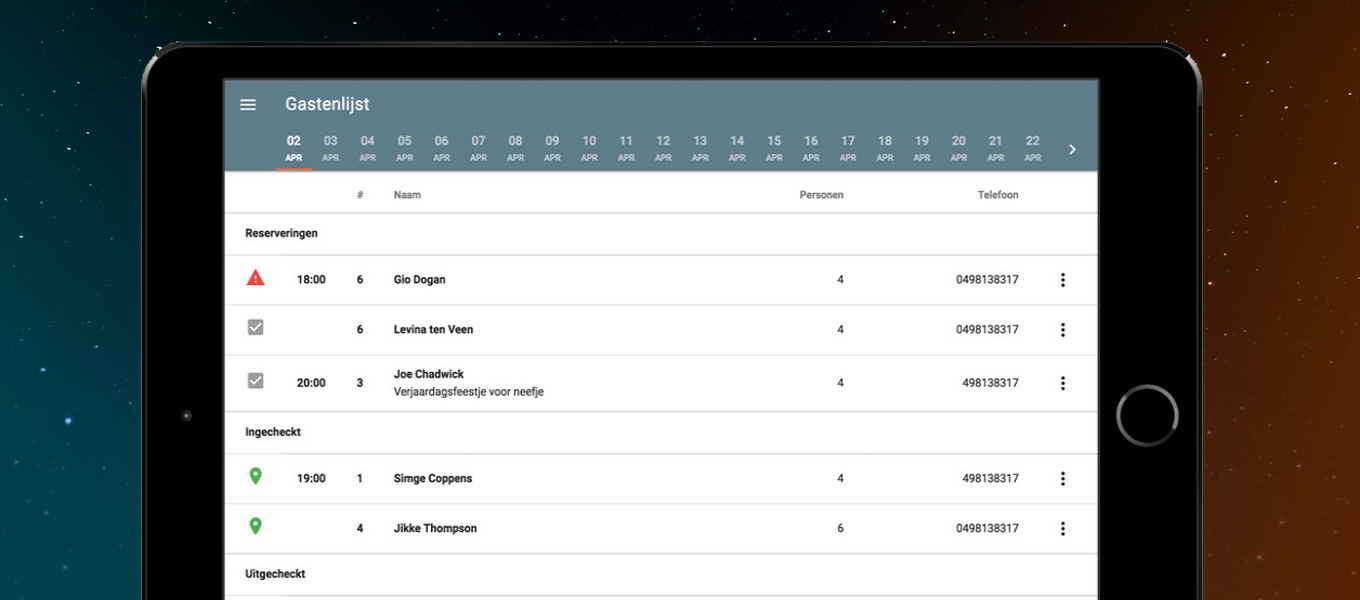 Gastenlijst
02 03 04 05 06 07 08 09 10 11 12 13 14 15 16 17 18 19 20 21 22
APR APR APR APR APR APR APR APR APR APR APR APR APR APR APR APR APR APR APR APR APR
# Naam Personen Telefoon
Reserveringen
18:00 6 Gio Dogan 4 0498138317
6 Levina ten Veen 4 0498138317
Joe Chadwick
20:00 3 4 498138317
Verjaardagsfeestje voor neefje
Ingecheckt
19:00 1 Simge Coppens 4 498138317
4 Jikke Thompson 6 0498138317
Uitgecheckt